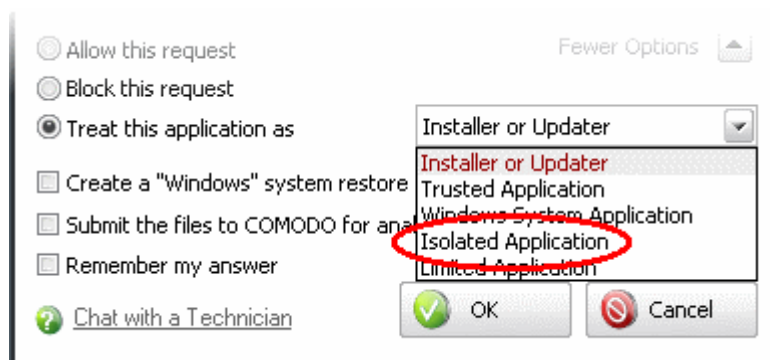 Allow this request
Fewer Options
Block this request
Treat this application as
Installer or Updater
Installer or Updater
Create a "Windows" system restore
Trusted Application
Windows System Application
Submit the files to COMODO for ana
Isolated Application
Remember my answer
Limited Application
Chat with a Technician
OK
Cancel